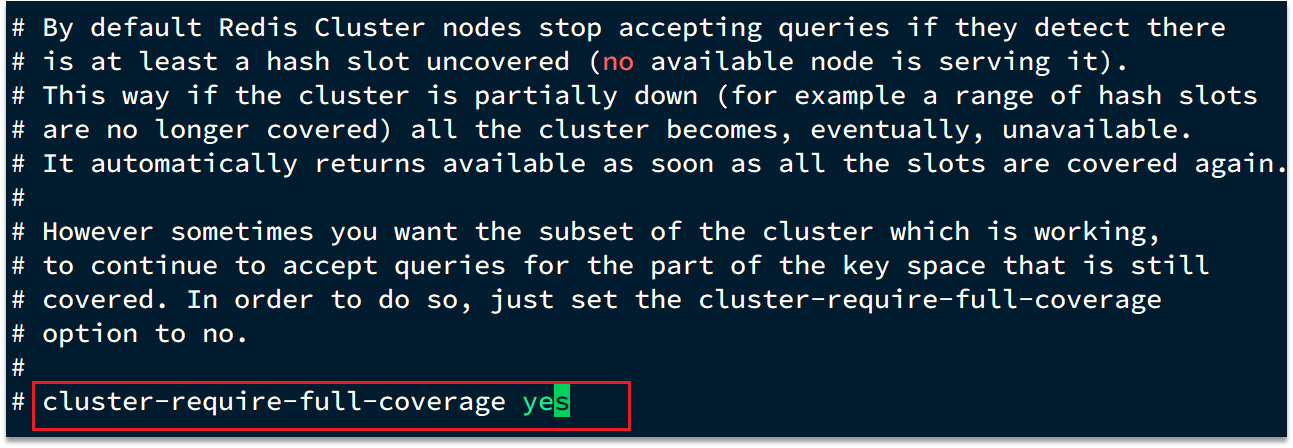 # By default Redis Cluster nodes stop accepting queries if they detect there
# is at least a hash slot uncovered (no available node is serving it).
# This way if the cluster is partially down (for example a range of hash slots
# are no longer covered) all the cluster becomes, eventually, unavailable.
# It automatically returns available as soon as all the slots are covered again.
#
# However sometimes you want the subset of the cluster which is working,
# to continue to accept queries for the part of the key space that is still
# covered. In order to do so, just set the cluster-require-full-coverage
# option to no.
#
# cluster-require-full-coverage yes